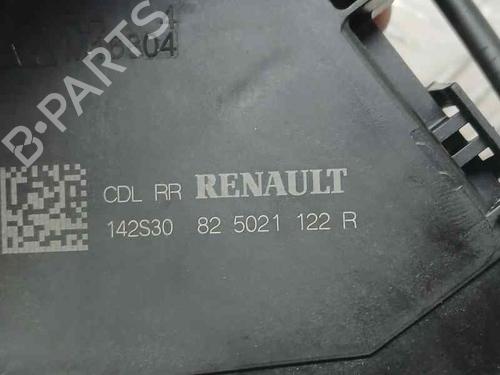 B-PARTS
CDL RR RENAULT
142S30 82 5021 122 R